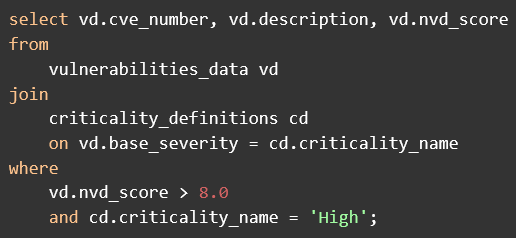 select vd.cve_number, vd.description, vd.nvd_score
from
    vulnerabilities_data vd
join
    criticality_definitions cd
    on vd.base_severity = cd.criticality_name
where
    vd.nvd_score > 8.0
    and cd.criticality_name = 'High';